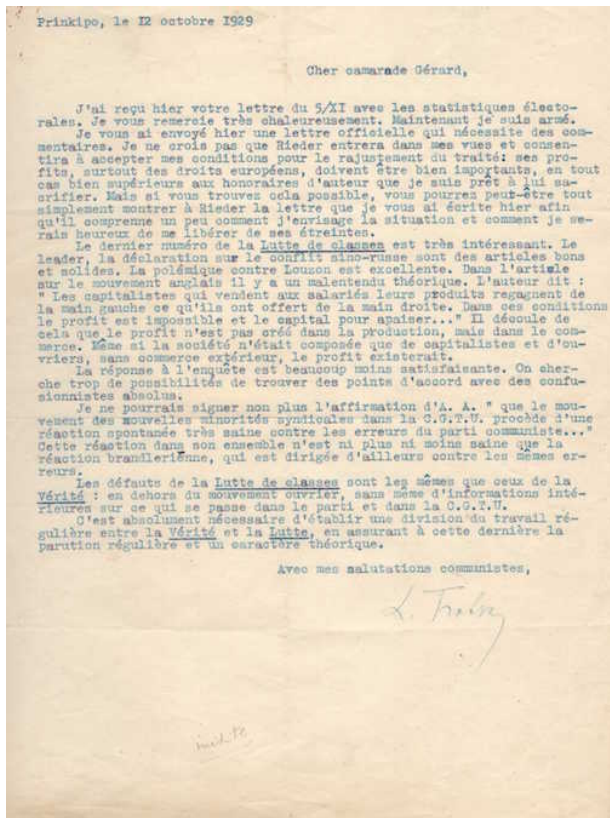 Prinkipo, le 12 octobre 1929
Cher camarade Gérard,
J'ai reçu hier votre lettre du 5/XI avec les statistiques électo-
rales. Je vous remercie très chaleureusement. Maintenant je suis armé.
Je vous ai envoyé hier une lettre officielle qui nécessite des com-
mentaires. Je ne crois pas que Rieder entrera dans mes vues et consen-
tira à accepter mes conditions pour le rajustement du traité: ses pro-
fits, surtout des droits européens, doivent être bien importants, en tout
cas bien supérieurs aux honoraires d'auteur que je suis prêt à lui sa-
crifier. Mais si vous trouvez cela possible, vous pourrez peut-être tout
simplement montrer à Rieder la lettre que je vous ai écrite hier afin
qu'il comprenne un peu comment j'envisage la situation et comment je se-
rais heureux de me libérer de ses étreintes.
Le dernier numéro de la Lutte de classes est très intéressant. Le
leader, la déclaration sur le conflit sino-russe sont des articles bons
et solides. La polémique contre Louzon est excellente. Dans l'article
sur le mouvement anglais il y a un malentendu théorique. L'auteur dit :
" Les capitalistes qui vendent aux salariés leurs produits regagnent de
la main gauche ce qu'ils ont offert de la main droite. Dans ces conditions
le profit est impossible et le capital pour apaiser..." Il découle de
cela que le profit n'est pas créé dans la production, mais dans le com-
merce. Même si la société n'était composée que de capitalistes et d'ou-
vriers, sans commerce extérieur, le profit existerait.
La réponse à l'enquête est beaucoup moins satisfaisante. On cher-
che trop de possibilités de trouver des points d'accord avec des confu-
sionnistes absolus.
Je ne pourrais signer non plus l'affirmation d'A. A. " que le mou-
vement des nouvelles minorités syndicales dans la C.G.T.U. procède d'une
réaction spontanée très saine contre les erreurs du parti communiste..."
Cette réaction dans son ensemble n'est ni plus ni moins saine que la
réaction brandlerienne, qui est dirigée d'ailleurs contre les mêmes er-
reurs.
Les défauts de la Lutte de classes sont les mêmes que ceux de la
Vérité : en dehors du mouvement ouvrier, sans même d'informations inté-
rieures sur ce qui se passe dans le parti et dans la C.G.T.U.
C'est absolument nécessaire d'établir une division du travail ré-
gulière entre la Vérité et la Lutte, en assurant à cette dernière la
parution régulière et un caractère théorique.
Avec mes salutations communistes,
L. Trotsky
inédite